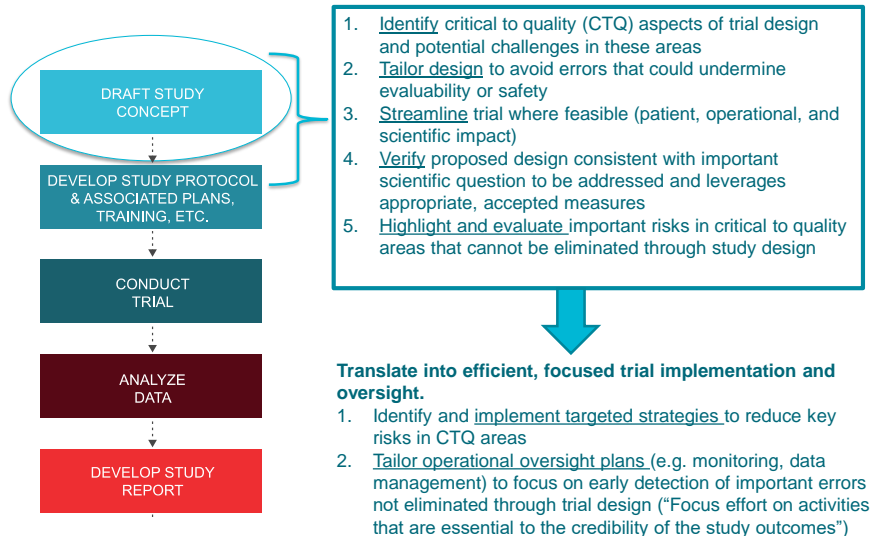 DRAFT STUDY
CONCEPT
DEVELOP STUDY PROTOCOL
& ASSOCIATED PLANS,
TRAINING, ETC.
CONDUCT
TRIAL
ANALYZE
DATA
DEVELOP STUDY
REPORT
1. Identify critical to quality (CTQ) aspects of trial design
and potential challenges in these areas
2. Tailor design to avoid errors that could undermine
evaluability or safety
3. Streamline trial where feasible (patient, operational, and
scientific impact)
4. Verify proposed design consistent with important
scientific question to be addressed and leverages
appropriate, accepted measures
5. Highlight and evaluate important risks in critical to quality
areas that cannot be eliminated through study design
Translate into efficient, focused trial implementation and
oversight.
1. Identify and implement targeted strategies to reduce key
risks in CTQ areas
2. Tailor operational oversight plans (e.g. monitoring, data
management) to focus on early detection of important errors
not eliminated through trial design (“Focus effort on activities
that are essential to the credibility of the study outcomes”)